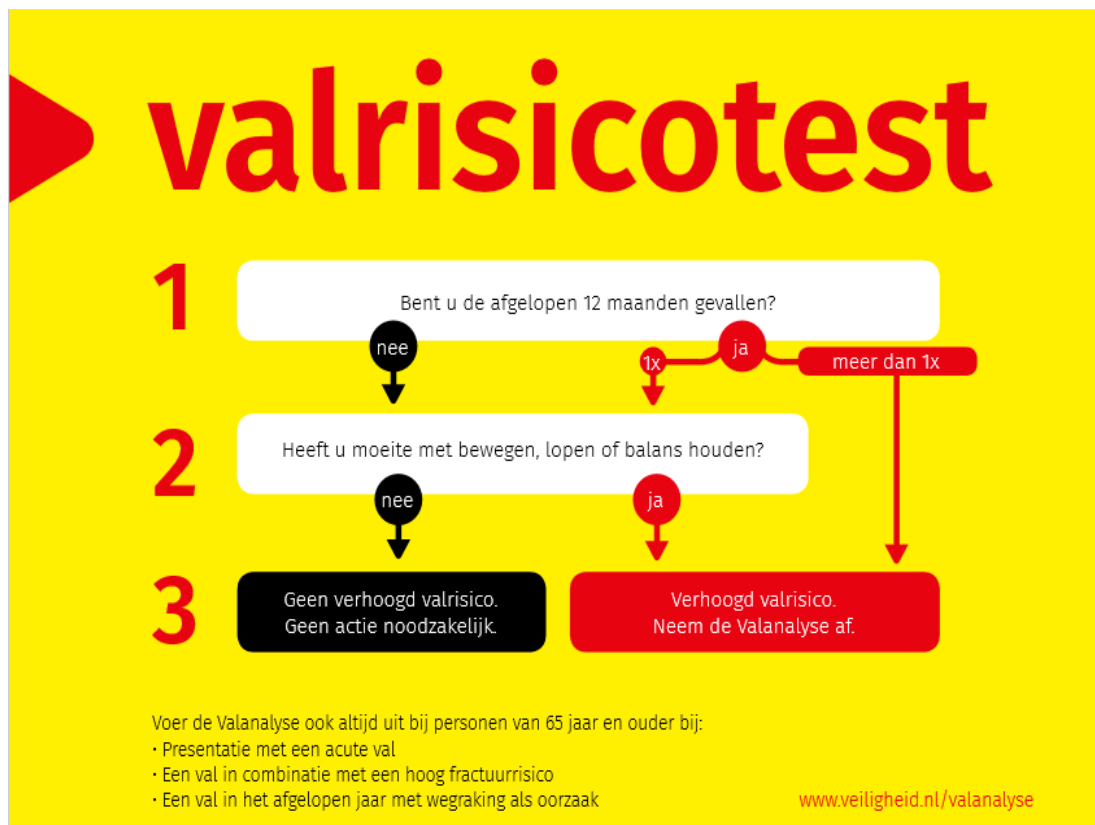 valrisicotest
1
Bent u de afgelopen 12 maanden gevallen?
nee
ja
1x
meer dan 1x
2
Heeft u moeite met bewegen, lopen of balans houden?
nee
ja
3
Geen verhoogd valrisico.
Geen actie noodzakelijk.
Verhoogd valrisico.
Neem de Valanalyse af.
Voer de Valanalyse ook altijd uit bij personen van 65 jaar en ouder bij:
· Presentatie met een acute val
· Een val in combinatie met een hoog fractuurrisico
· Een val in het afgelopen jaar met wegraking als oorzaak
www.veiligheid.nl/valanalyse